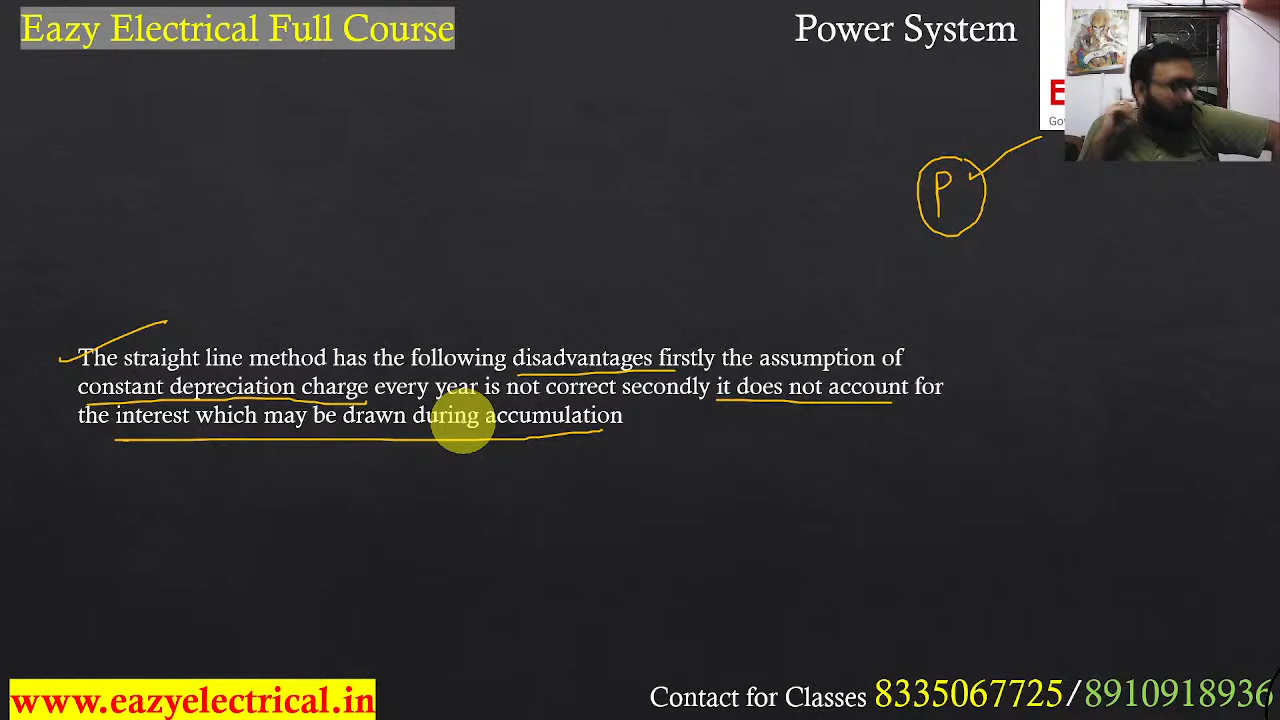 Eazy Electrical Full Course
Power System
E
Gov
P
The straight line method has the following disadvantages firstly the assumption of
constant depreciation charge every year is not correct secondly it does not account for
the interest which may be drawn during accumulation
www.eazyelectrical.in
Contact for Classes 8335067725/8910918936